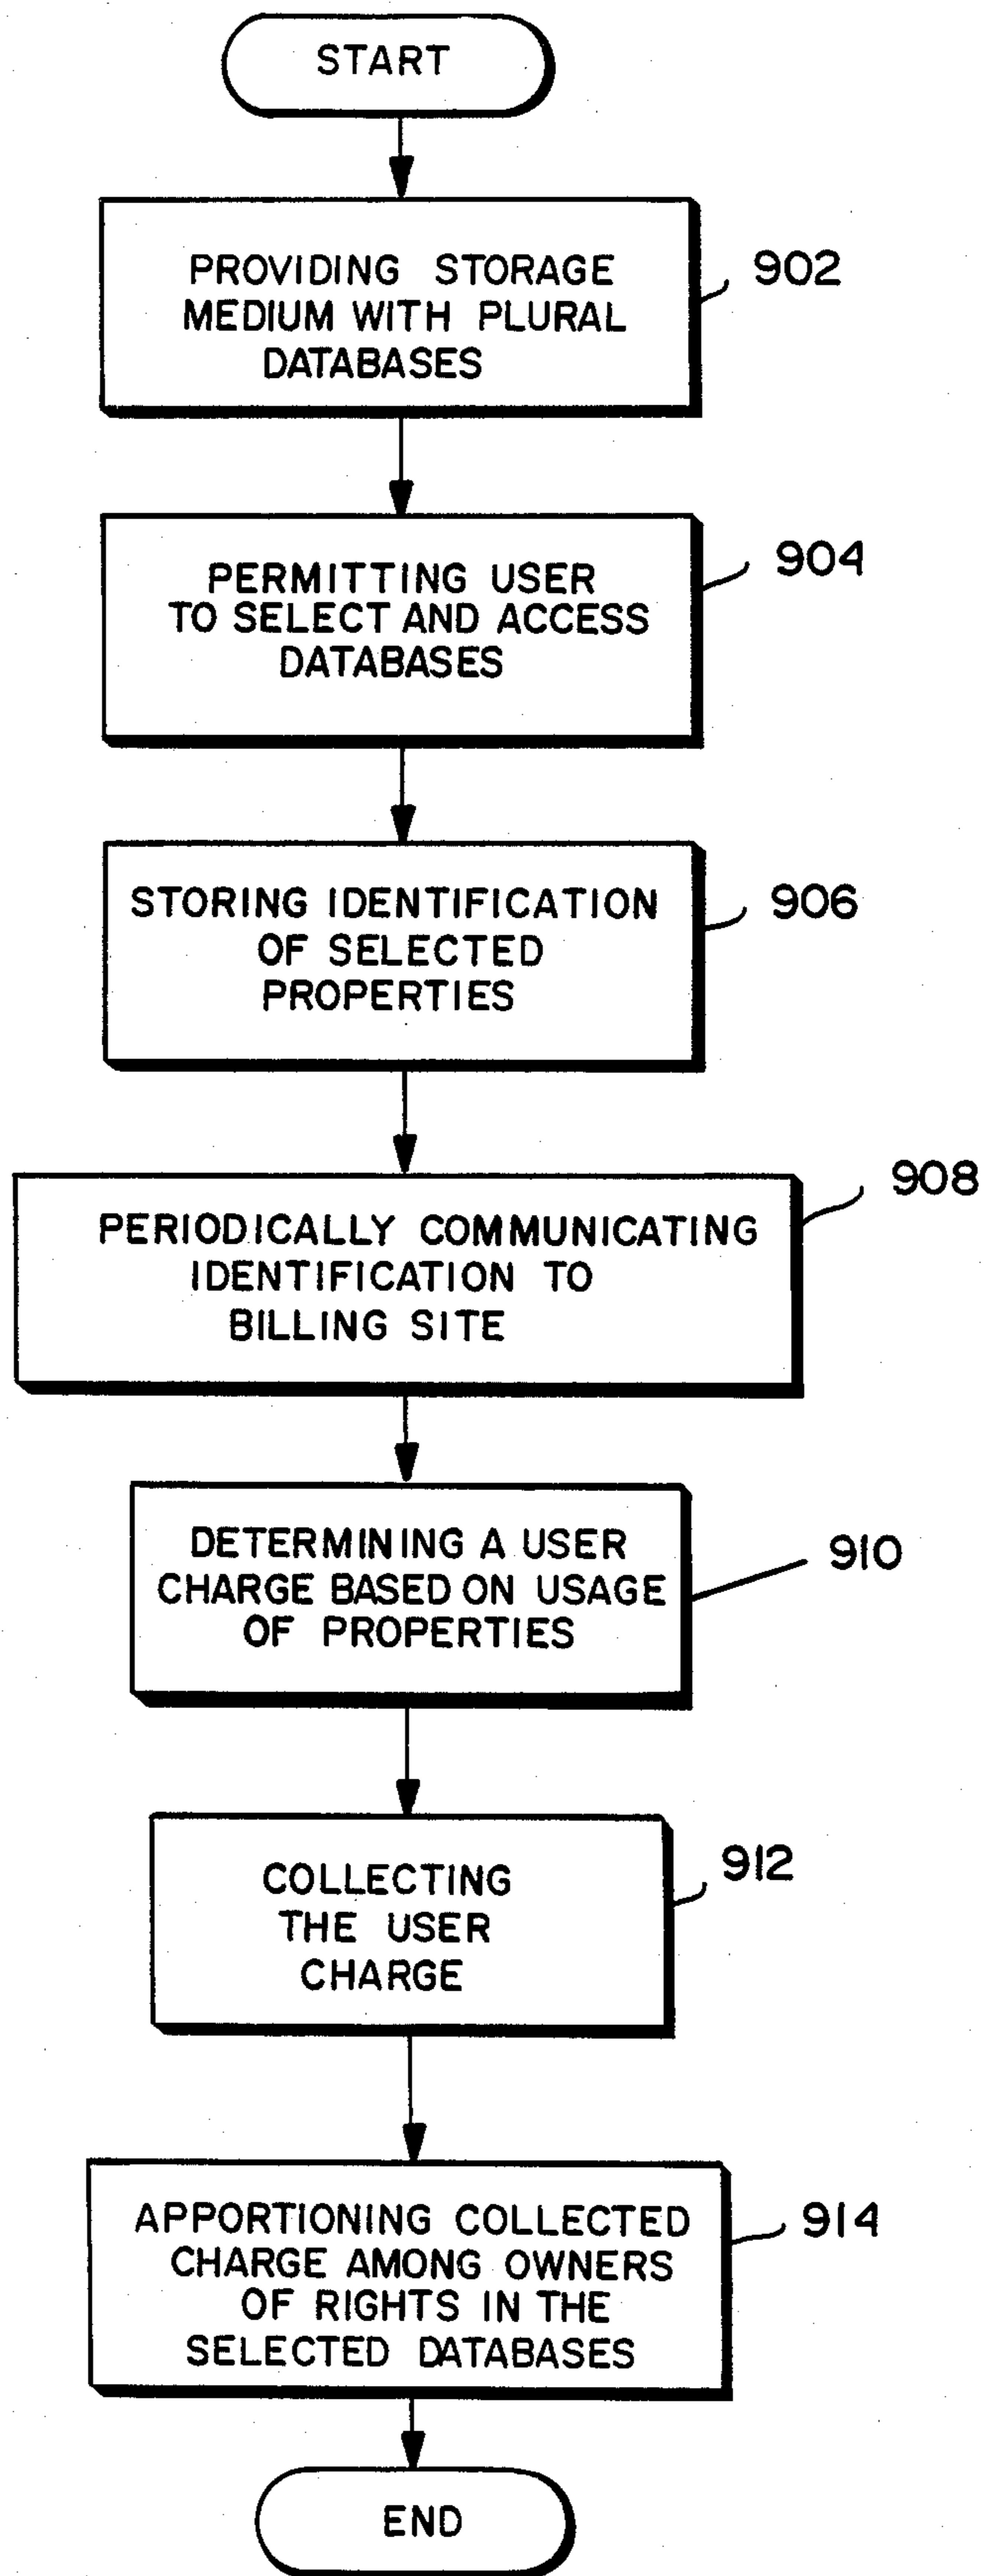 START
PROVIDING STORAGE
MEDIUM WITH PLURAL
DATABASES
902
PERMITTING USER
TO SELECT AND ACCESS
DATABASES
904
STORING IDENTIFICATION
OF SELECTED
PROPERTIES
906
PERIODICALLY COMMUNICATING
IDENTIFICATION TO
BILLING SITE
908
DETERMINING A USER
CHARGE BASED ON USAGE
OF PROPERTIES
910
COLLECTING
THE USER
CHARGE
912
APPORTIONING COLLECTED
CHARGE AMONG OWNERS
OF RIGHTS IN THE
SELECTED DATABASES
914
END